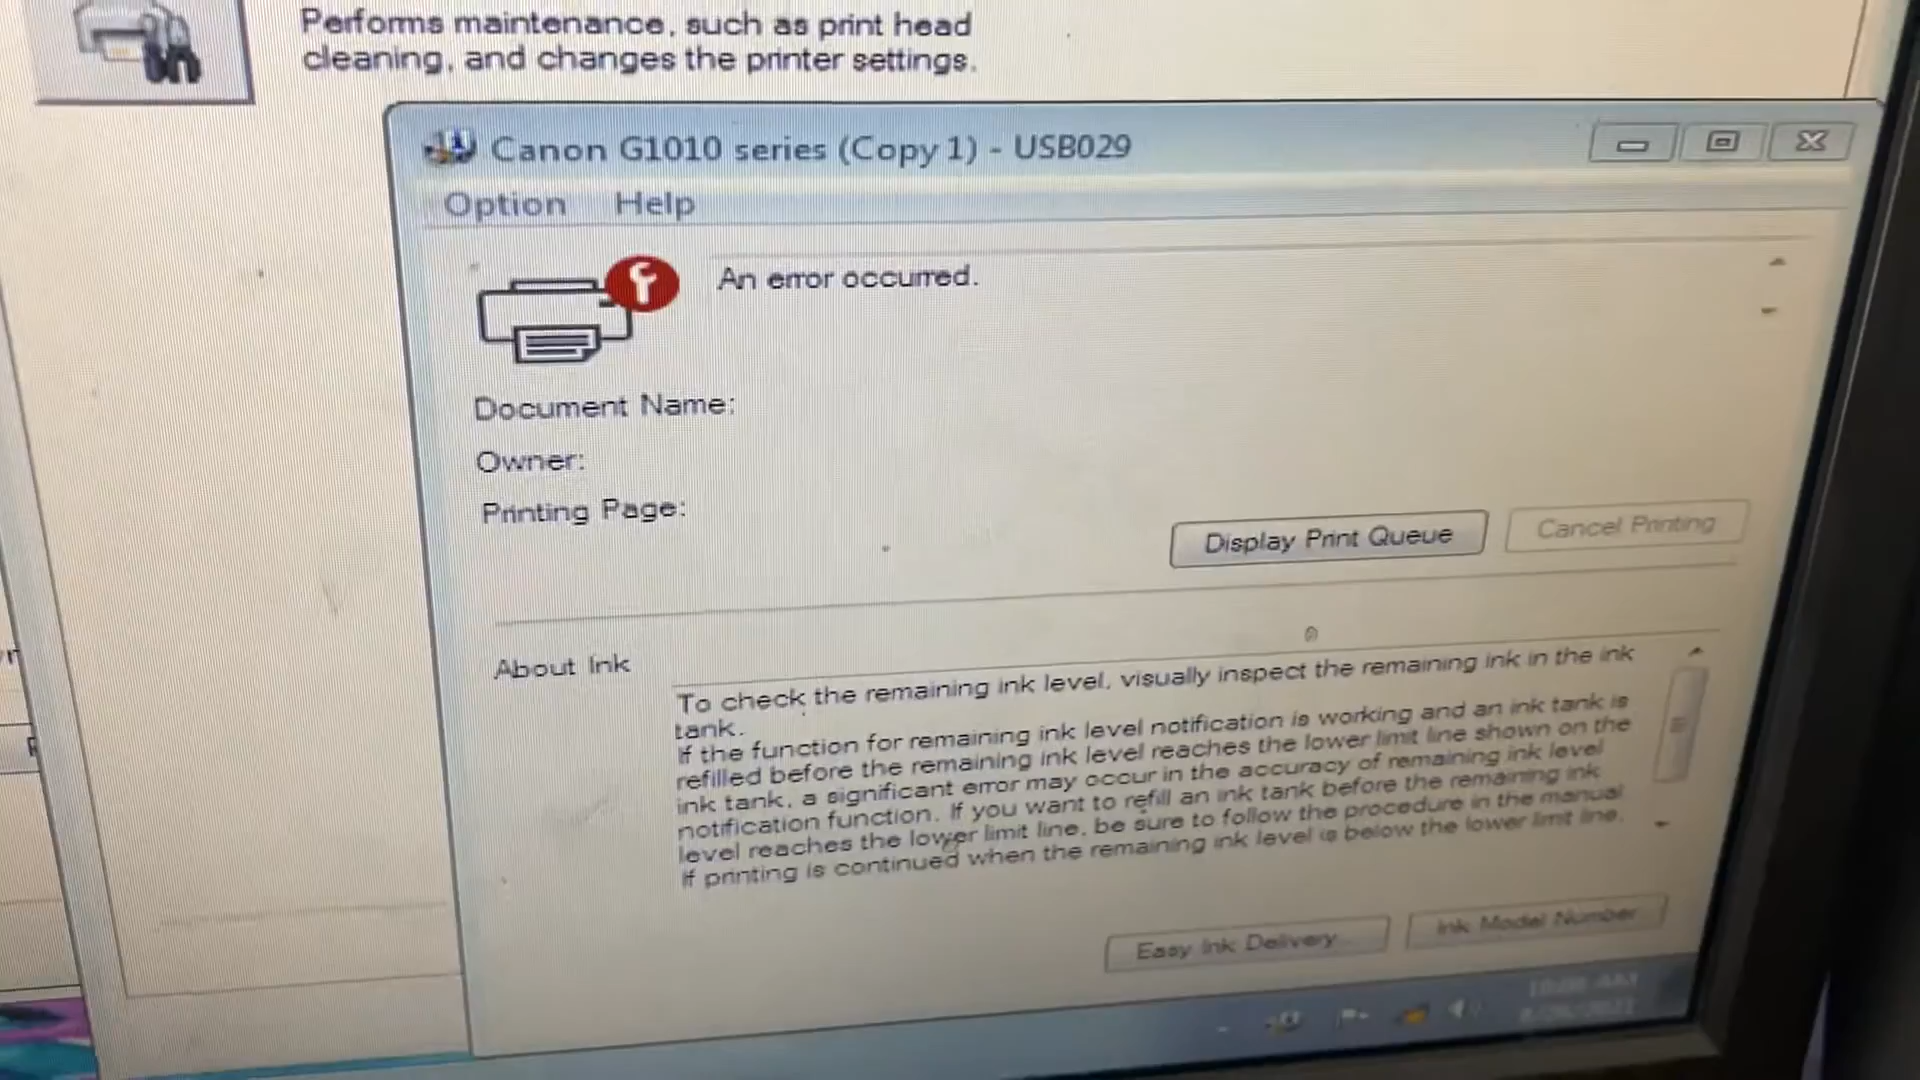 Performs maintenance, such as print head
cleaning, and changes the printer settings.
Canon G1010 series (Copy 1) - USB029
Option Help
An error occurred.
Document Name:
Owner:
Printing Page:
Display Print Queue Cancel Printing
About Ink
To check the remaining ink level, visually inspect the remaining ink in the ink
tank.
If the function for remaining ink level notification is working and an ink tank is
refilled before the remaining ink level reaches the lower limit line shown on the
ink tank, a significant error may occur in the accuracy of remaining ink level
notification function. If you want to refill an ink tank before the remaining ink
level reaches the lower limit line, be sure to follow the procedure in the manual
If printing is continued when the remaining ink level is below the lower limit line,
Easy Ink Delivery... Ink Model Number